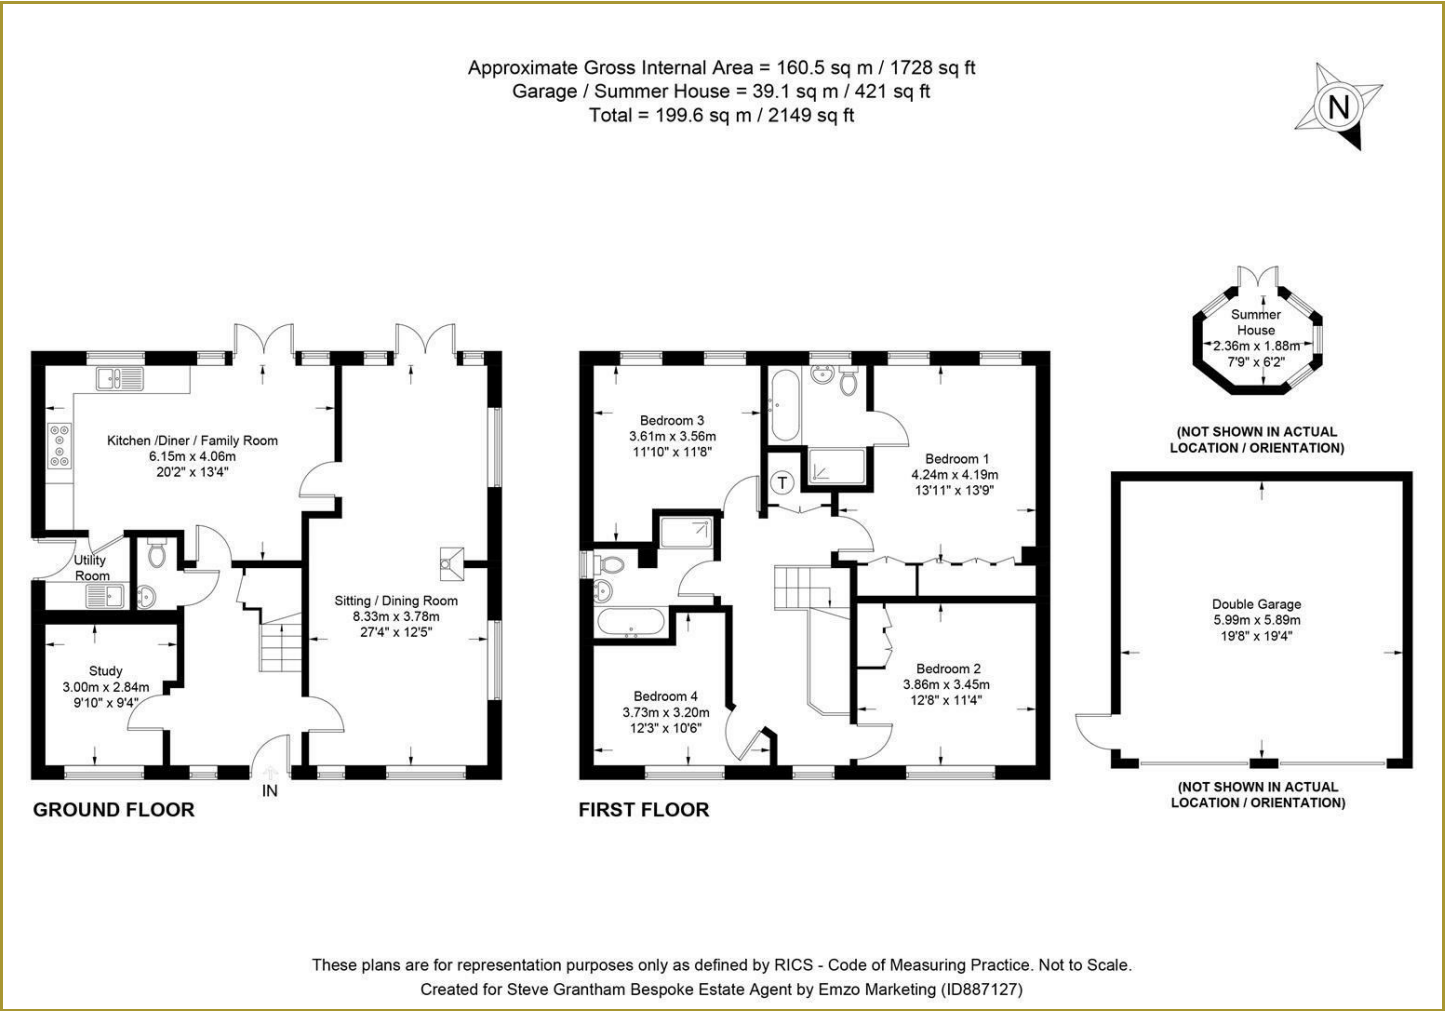 Approximate Gross Internal Area = 160.5 sq m / 1728 sq ft
Garage / Summer House = 39.1 sq m / 421 sq ft
Total = 199.6 sq m / 2149 sq ft
N
Kitchen /Diner / Family Room
6.15m x 4.06m
20'2" x 13'4"
Utility
Room
Sitting / Dining Room
8.33m x 3.78m
27'4" x 12'5"
Study
3.00m x 2.84m
9'10" x 9'4"
IN
GROUND FLOOR
Bedroom 3
3.61m x 3.56m
11'10" x 11'8"
T
Bedroom 1
4.24m x 4.19m
13'11" x 13'9"
Bedroom 2
3.86m x 3.45m
12'8" x 11'4"
Bedroom 4
3.73m x 3.20m
12'3" x 10'6"
FIRST FLOOR
Summer
House
2.36m x 1.88m
7'9" x 6'2"
(NOT SHOWN IN ACTUAL
LOCATION / ORIENTATION)
Double Garage
5.99m x 5.89m
19'8" x 19'4"
(NOT SHOWN IN ACTUAL
LOCATION / ORIENTATION)
These plans are for representation purposes only as defined by RICS - Code of Measuring Practice. Not to Scale.
Created for Steve Grantham Bespoke Estate Agent by Emzo Marketing (ID887127)